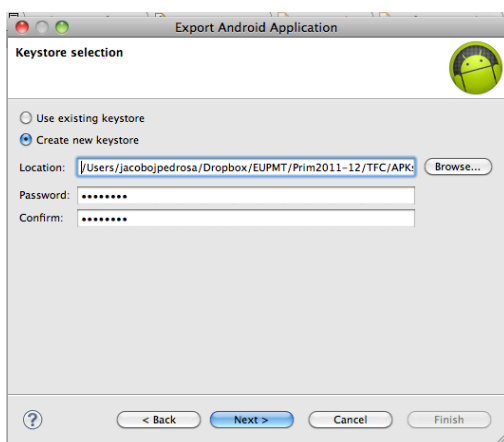 Export Android Application
Keystore selection
Use existing keystore
Create new keystore
Location: /Users/jacobojpedrosa/Dropbox/EUPMT/Prim2011-12/TFC/APKs Browse...
Password: ••••••••
Confirm: ••••••••
? < Back Next > Cancel Finish